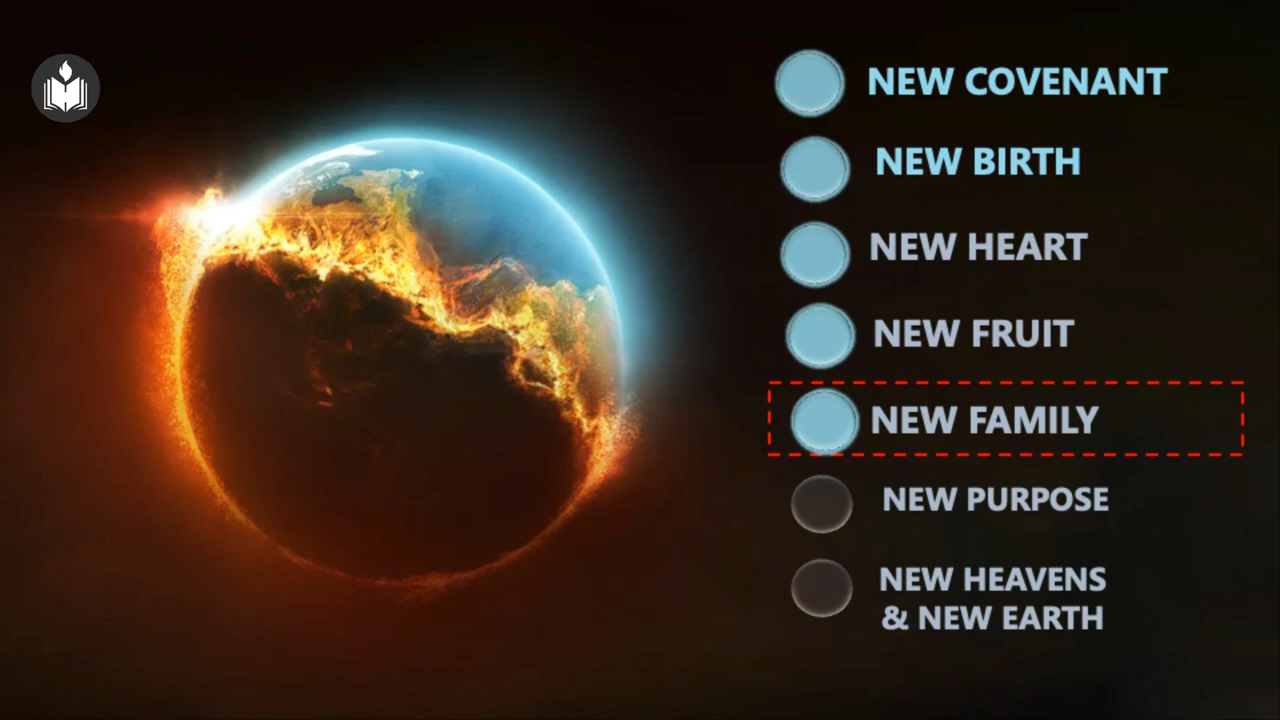 NEW COVENANT
NEW BIRTH
NEW HEART
NEW FRUIT
NEW FAMILY
NEW PURPOSE
NEW HEAVENS
& NEW EARTH